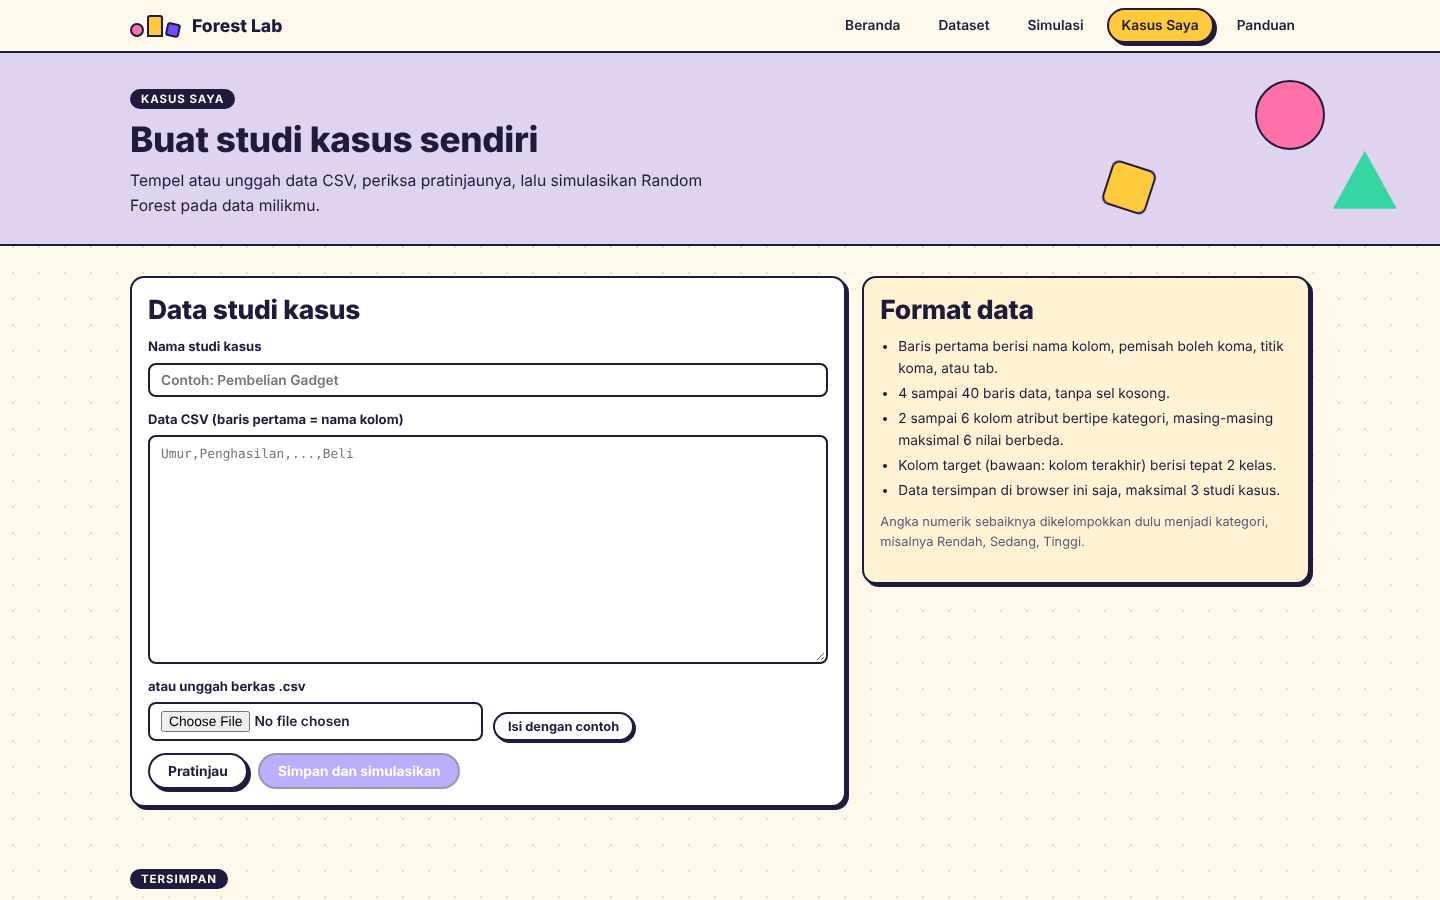 Forest Lab
Beranda
Dataset
Simulasi
Kasus Saya
Panduan
KASUS SAYA
Buat studi kasus sendiri
Tempel atau unggah data CSV, periksa pratinjaunya, lalu simulasikan Random
Forest pada data milikmu.
Data studi kasus
Nama studi kasus
Contoh: Pembelian Gadget
Data CSV (baris pertama = nama kolom)
Umur,Penghasilan,...,Beli
atau unggah berkas .csv
Choose File No file chosen
Isi dengan contoh
Pratinjau
Simpan dan simulasikan
Format data
Baris pertama berisi nama kolom, pemisah boleh koma, titik
koma, atau tab.
4 sampai 40 baris data, tanpa sel kosong.
2 sampai 6 kolom atribut bertipe kategori, masing-masing
maksimal 6 nilai berbeda.
Kolom target (bawaan: kolom terakhir) berisi tepat 2 kelas.
Data tersimpan di browser ini saja, maksimal 3 studi kasus.
Angka numerik sebaiknya dikelompokkan dulu menjadi kategori,
misalnya Rendah, Sedang, Tinggi.
TERSIMPAN